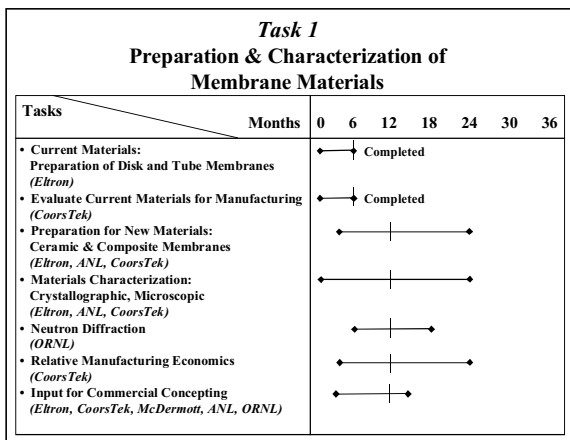 Task 1
Preparation & Characterization of
Membrane Materials
Tasks
Months 0 6 12 18 24 30 36
• Current Materials:
Preparation of Disk and Tube Membranes
(Eltron)
Completed
• Evaluate Current Materials for Manufacturing
(CoorsTek)
Completed
• Preparation for New Materials:
Ceramic & Composite Membranes
(Eltron, ANL, CoorsTek)
• Materials Characterization:
Crystallographic, Microscopic
(Eltron, ANL, CoorsTek)
• Neutron Diffraction
(ORNL)
• Relative Manufacturing Economics
(CoorsTek)
• Input for Commercial Concepting
(Eltron, CoorsTek, McDermott, ANL, ORNL)